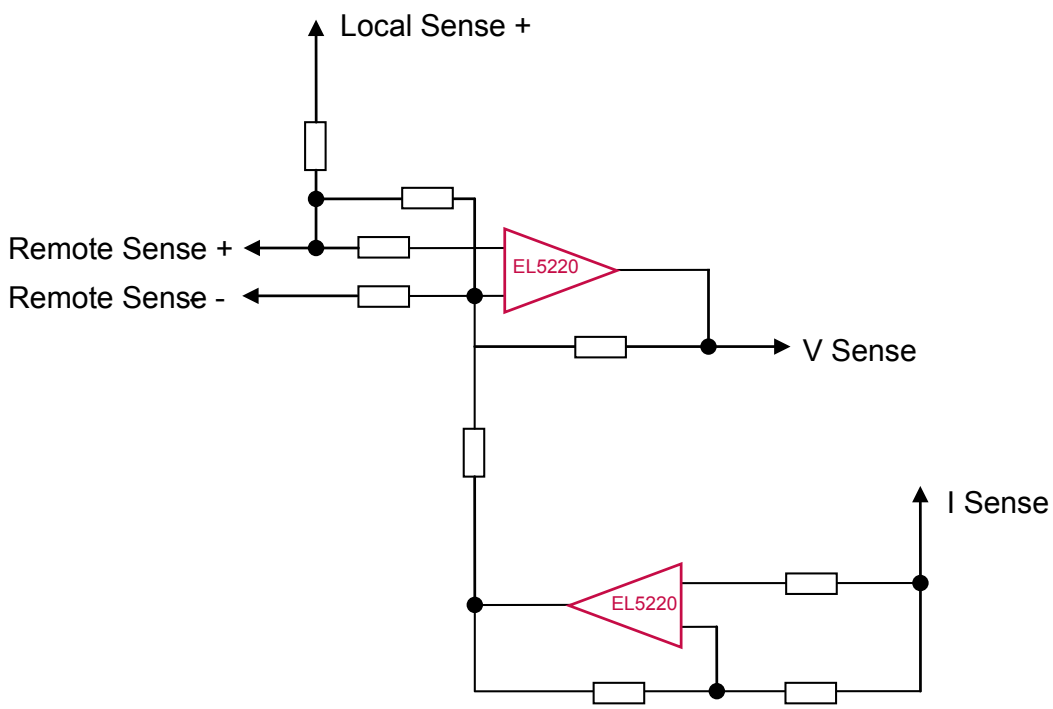 Local Sense +
Remote Sense +
EL5220
Remote Sense -
V Sense
I Sense
EL5220